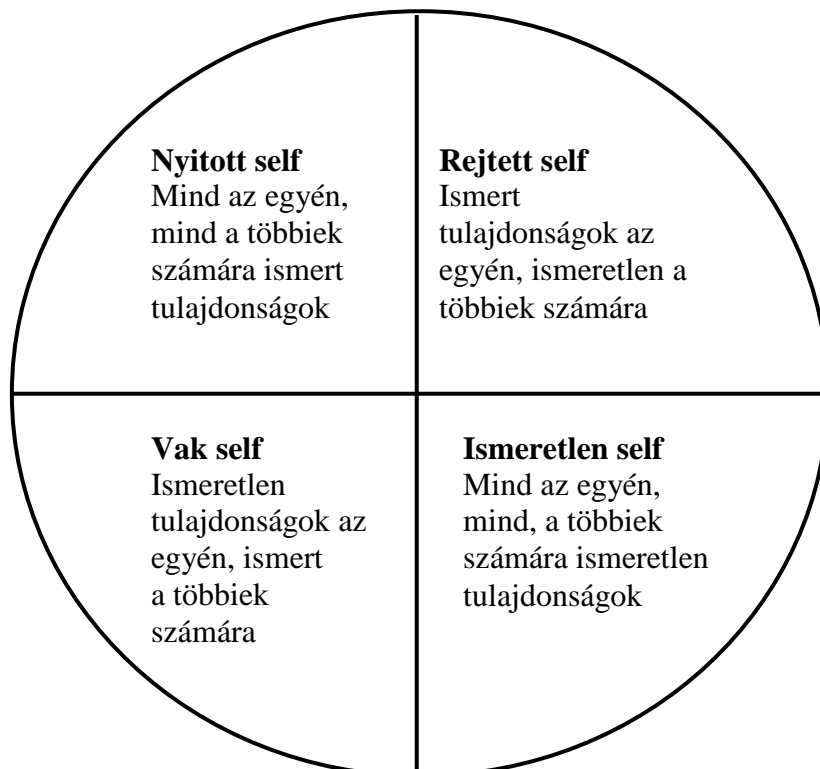 Nyitott self
Mind az egyén,
mind a többiek
számára ismert
tulajdonságok
Rejtett self
Ismert
tulajdonságok az
egyén, ismeretlen a
többiek számára
Vak self
Ismeretlen
tulajdonságok az
egyén, ismert
a többiek
számára
Ismeretlen self
Mind az egyén,
mind, a többiek
számára ismeretlen
tulajdonságok